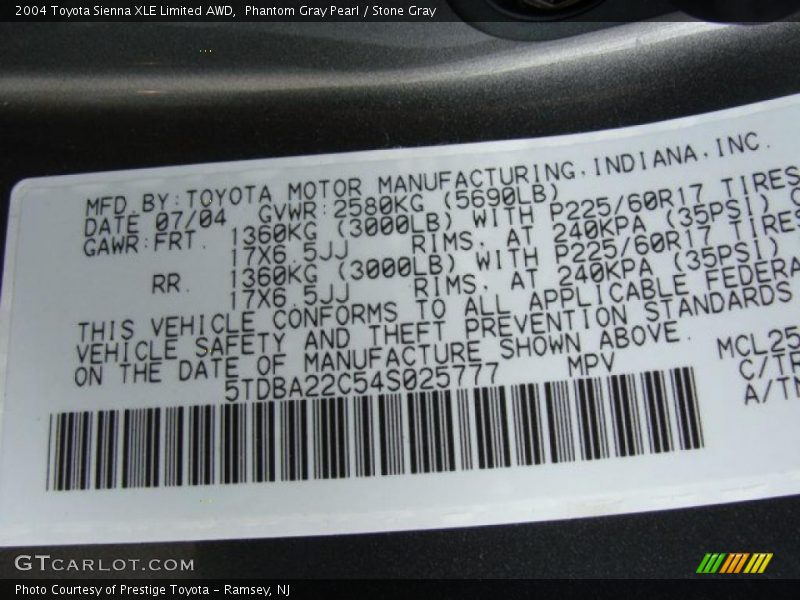 2004 Toyota Sienna XLE Limited AWD,  Phantom Gray Pearl / Stone Gray
MFD.BY:TOYOTA MOTOR MANUFACTURING.INDIANA.INC.
DATE 07/04 GVWR:2580KG (5690LB)
GAWR:FRT. 1360KG (3000LB) WITH P225/60R17 TIRES
17X6.5JJ RIMS. AT 240KPA (35PSI)
RR. 1360KG (3000LB) WITH P225/60R17 TIRES
17X6.5JJ RIMS. AT 240KPA (35PSI)
THIS VEHICLE CONFORMS TO ALL APPLICABLE FEDERA
VEHICLE SAFETY AND THEFT PREVENTION STANDARDS
ON THE DATE OF MANUFACTURE SHOWN ABOVE.
5TDBA22C54S025777 MPV
MCL25
C/TR
A/TM
GTCARLOT.COM
Photo Courtesy of Prestige Toyota - Ramsey, NJ